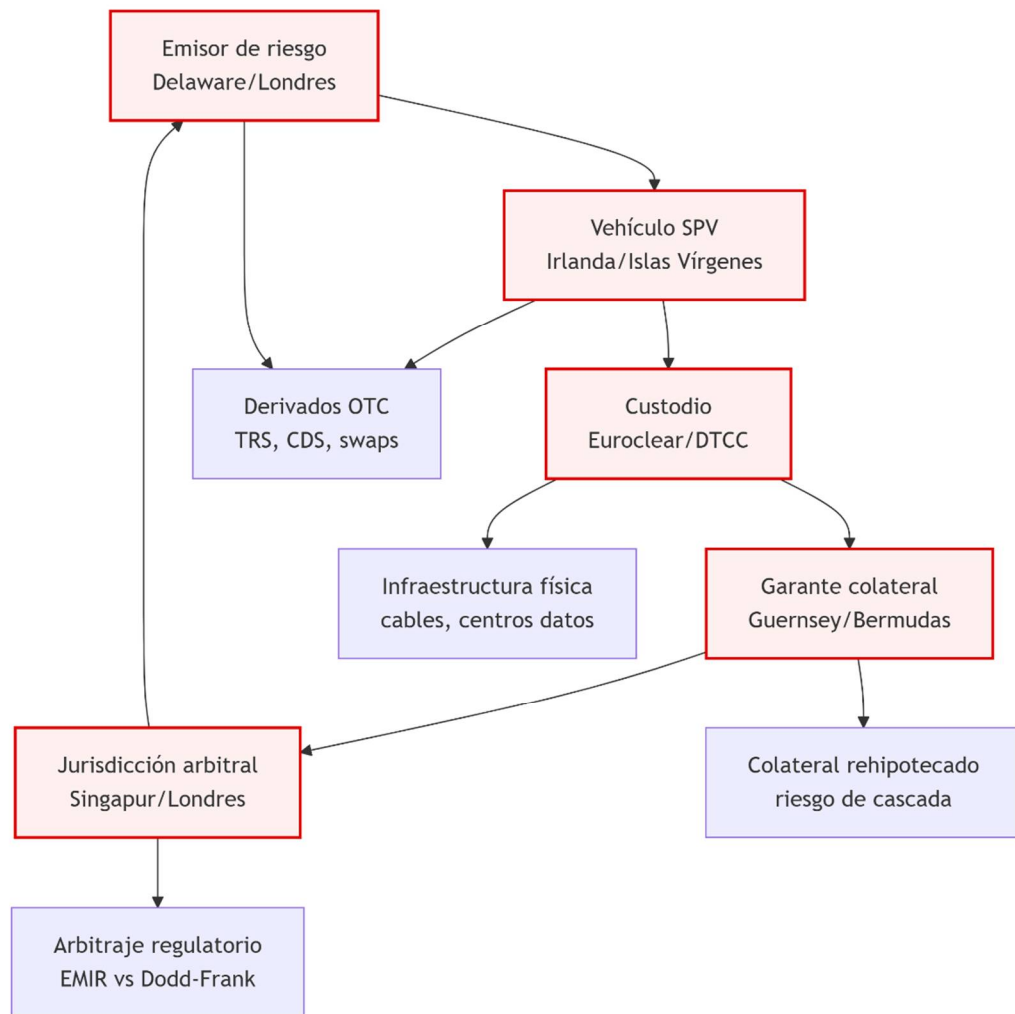 Emisor de riesgo
Delaware/Londres
Vehículo SPV
Irlanda/Islas Vírgenes
Derivados OTC
TRS, CDS, swaps
Custodio
Euroclear/DTCC
Infraestructura física
cables, centros datos
Garante colateral
Guernsey/Bermudas
Jurisdicción arbitral
Singapur/Londres
Colateral rehipotecado
riesgo de cascada
Arbitraje regulatorio
EMIR vs Dodd-Frank